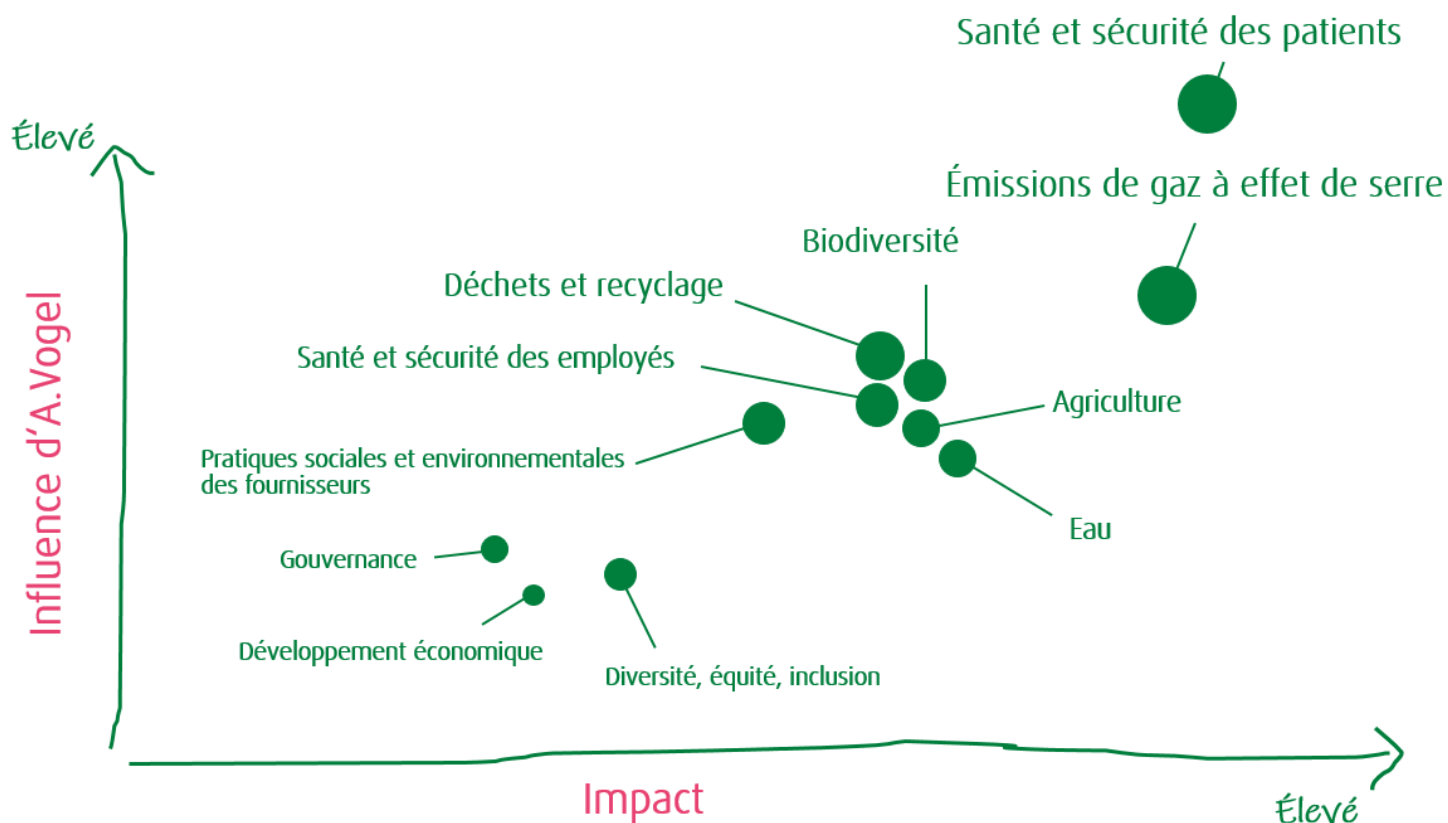 Santé et sécurité des patients
Élevé
Émissions de gaz à effet de serre
Biodiversité
Déchets et recyclage
Santé et sécurité des employés
Agriculture
Pratiques sociales et environnementales
des fournisseurs
Eau
Gouvernance
Développement économique
Diversité, équité, inclusion
Influence d'A.Vogel
Impact
Élevé